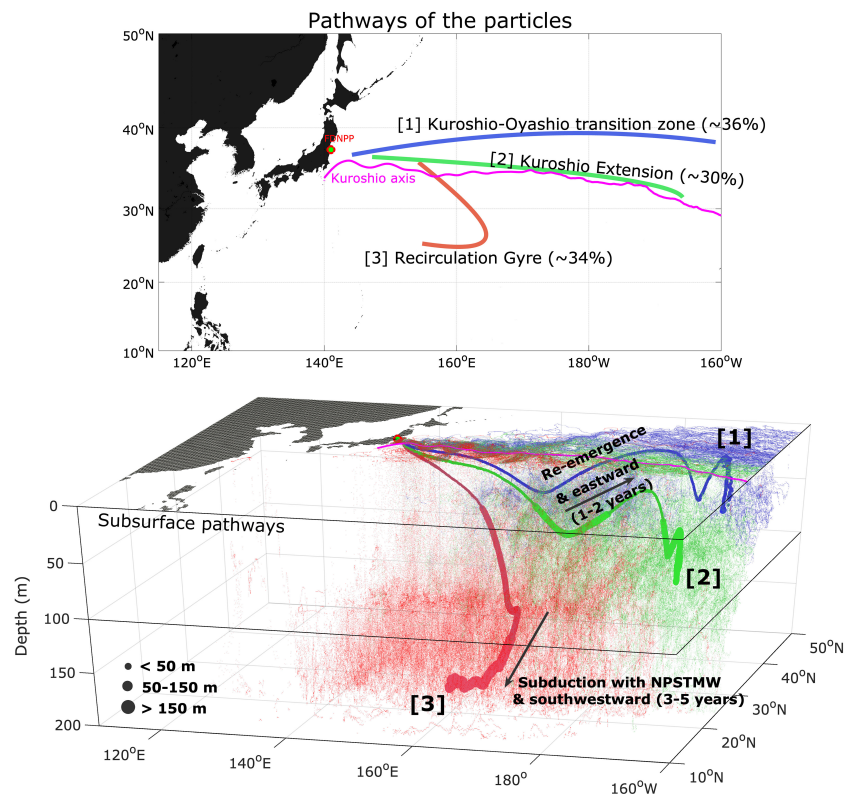 Pathways of the particles
50°N
40°N
30°N
20°N
10°N
120°E
140°E
160°E
180°W
160°W
[1] Kuroshio-Oyashio transition zone (~36%)
FDNPP
[2] Kuroshio Extension (~30%)
Kuroshio axis
[3] Recirculation Gyre (~34%)
[1]
Re-emergence
& eastward
(1-2 years)
Subsurface pathways
[2]
[3]
Subduction with NPSTMW
& southwestward (3-5 years)
< 50 m
50-150 m
> 150 m
Depth (m)
0
50
100
150
200
120°E
140°E
160°E
180°
160°W
10°N
20°N
30°N
40°N
50°N